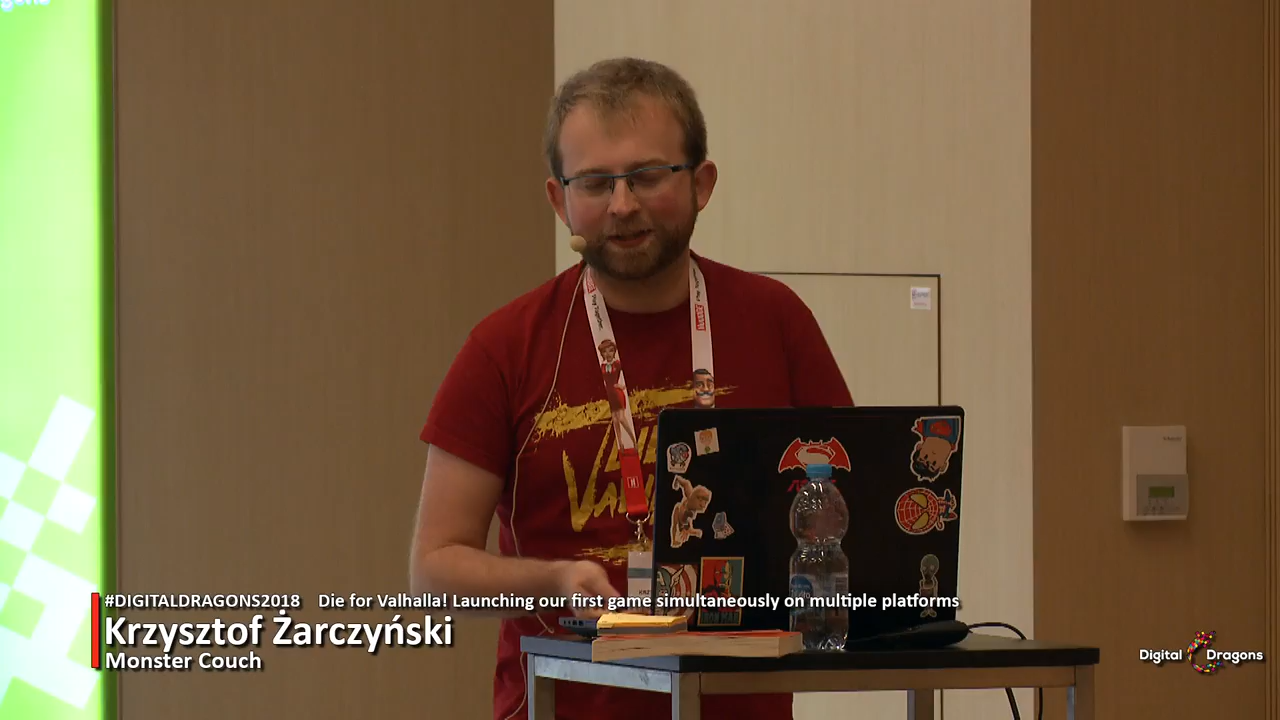 #DIGITALDRAGONS2018 Die for Valhalla! Launching our first game simultaneously on multiple platforms
Krzysztof Żarczyński
Monster Couch
Digital Dragons